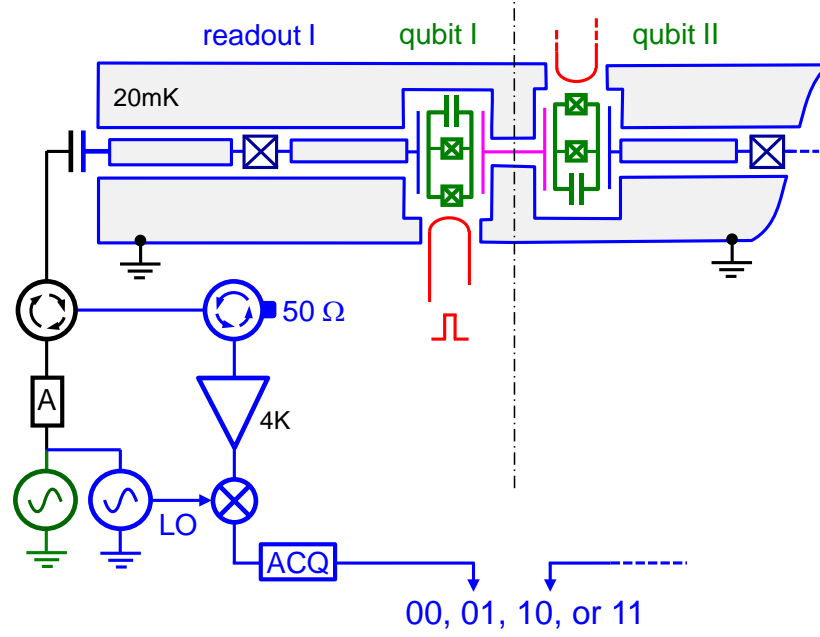 readout I
qubit I
qubit II
20mK
50 Ω
A
4K
LO
ACQ
00, 01, 10, or 11